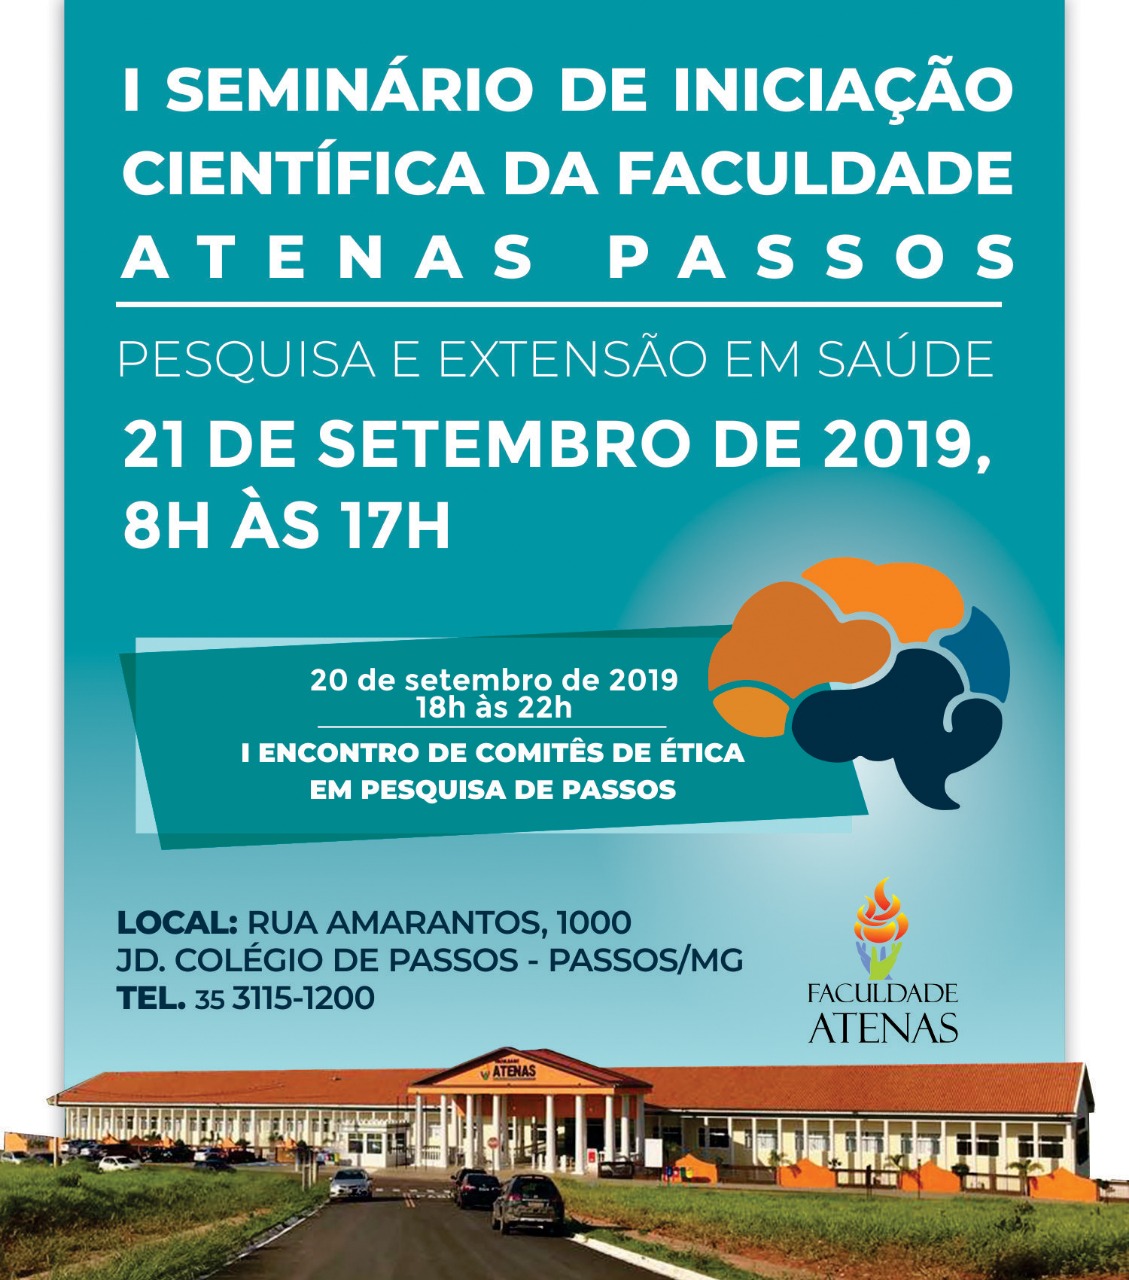 I SEMINÁRIO DE INICIAÇÃO
CIENTÍFICA DA FACULDADE
ATENAS PASSOS
PESQUISA E EXTENSÃO EM SAÚDE
21 DE SETEMBRO DE 2019,
8H ÀS 17H
20 de setembro de 2019
18h às 22h
I ENCONTRO DE COMITÊS DE ÉTICA
EM PESQUISA DE PASSOS
LOCAL: RUA AMARANTOS, 1000
JD. COLÉGIO DE PASSOS - PASSOS/MG
TEL. 35 3115-1200
FACULDADE
ATENAS
FACULDADE
ATENAS